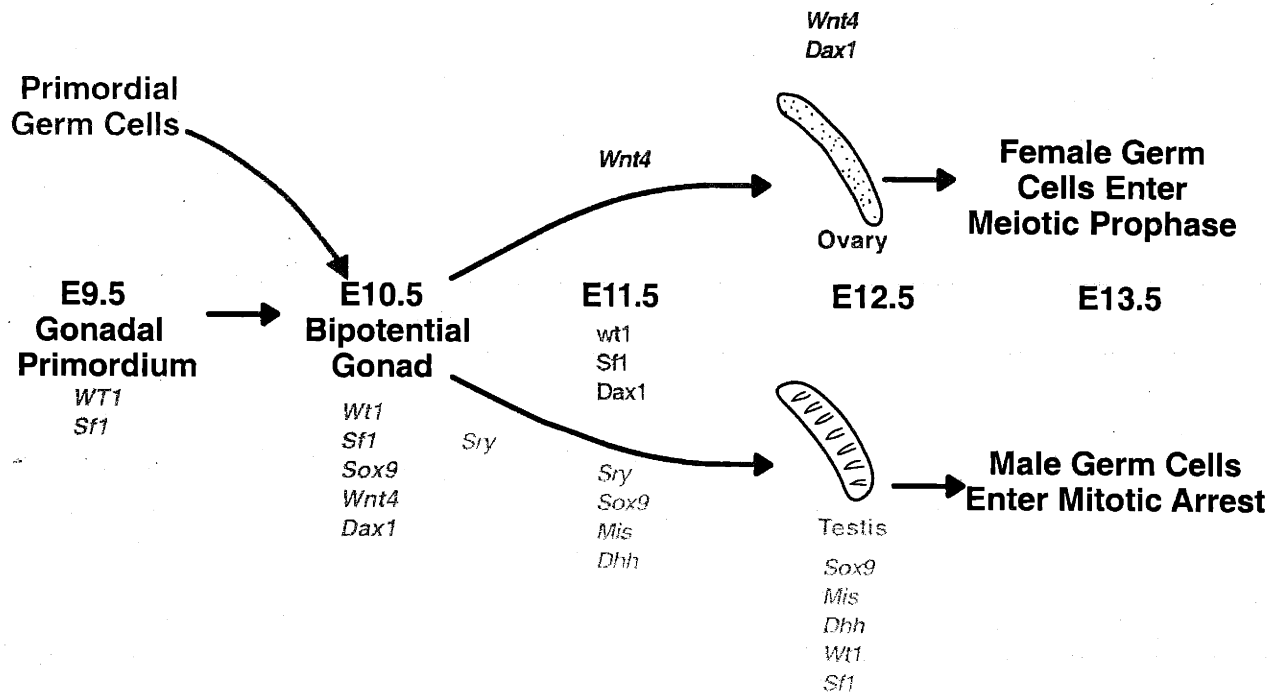 Wnt4
Dax1
Primordial
Germ Cells
Wnt4
Female Germ
Cells Enter
Meiotic Prophase
Ovary
E9.5
Gonadal
Primordium
WT1
Sf1
E10.5
Bipotential
Gonad
Wt1
Sf1
Sox9
Wnt4
Dax1
Sry
E11.5
wt1
Sf1
Dax1
Sry
Sox9
Mis
Dhh
E12.5
E13.5
Testis
Sox9
Mis
Dhh
Wt1
Sf1
Male Germ Cells
Enter Mitotic Arrest